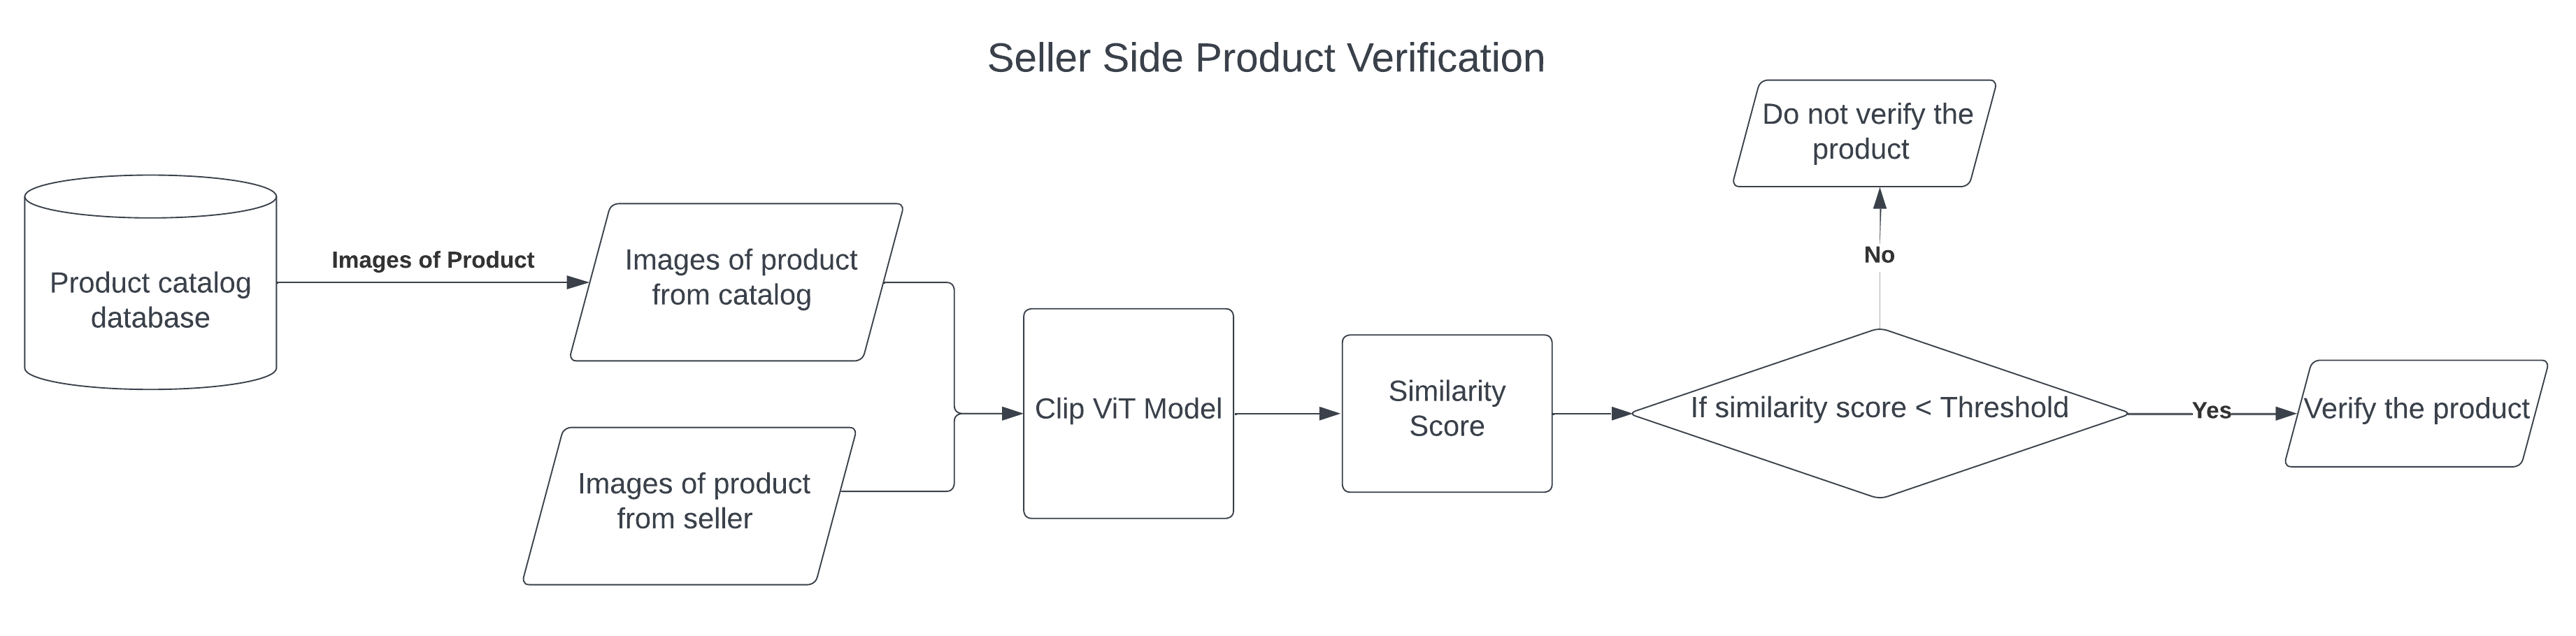 Seller Side Product Verification
Do not verify the
product
Product catalog
database
Images of Product
Images of product
from catalog
Images of product
from seller
Clip ViT Model
Similarity
Score
If similarity score < Threshold
No
Yes
Verify the product